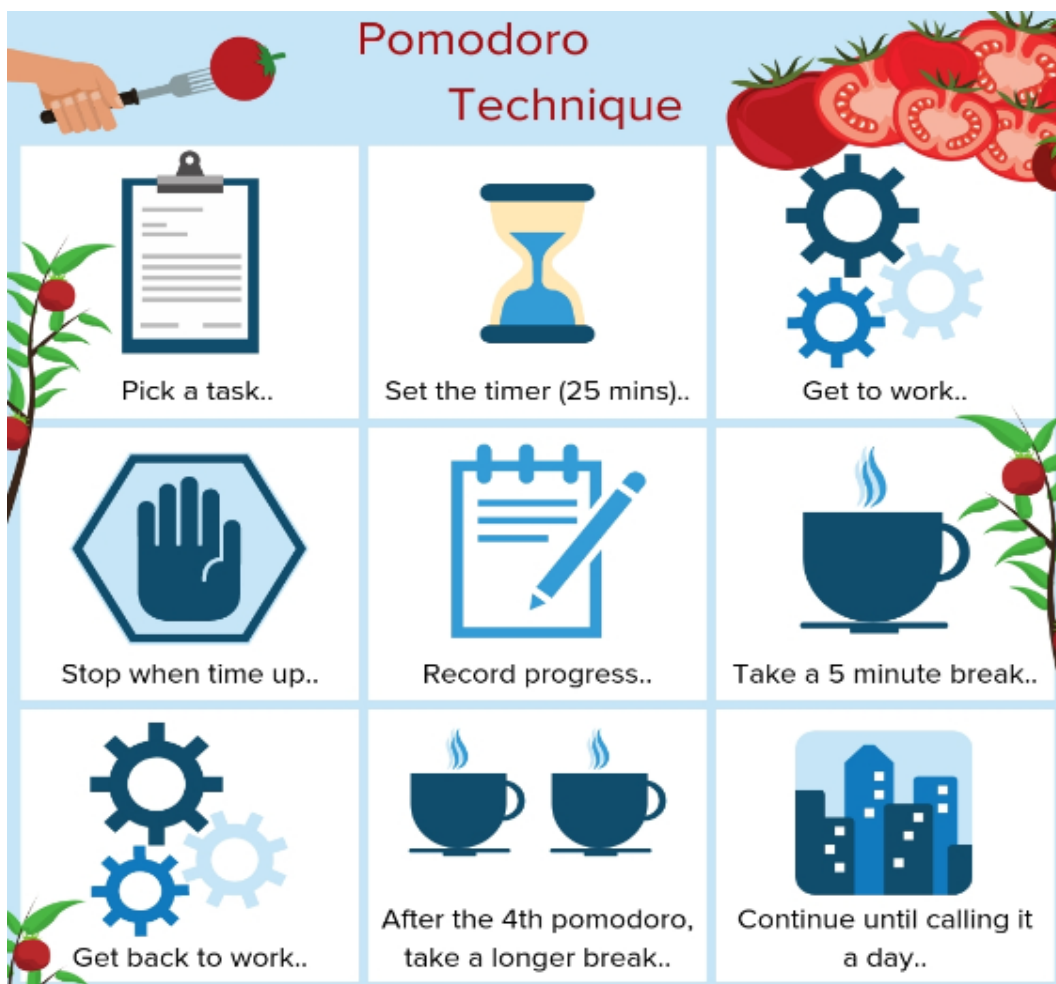 Pomodoro
Technique
Pick a task..
Set the timer (25 mins)..
Get to work..
Stop when time up..
Record progress..
Take a 5 minute break..
Get back to work..
After the 4th pomodoro,
take a longer break..
Continue until calling it
a day..